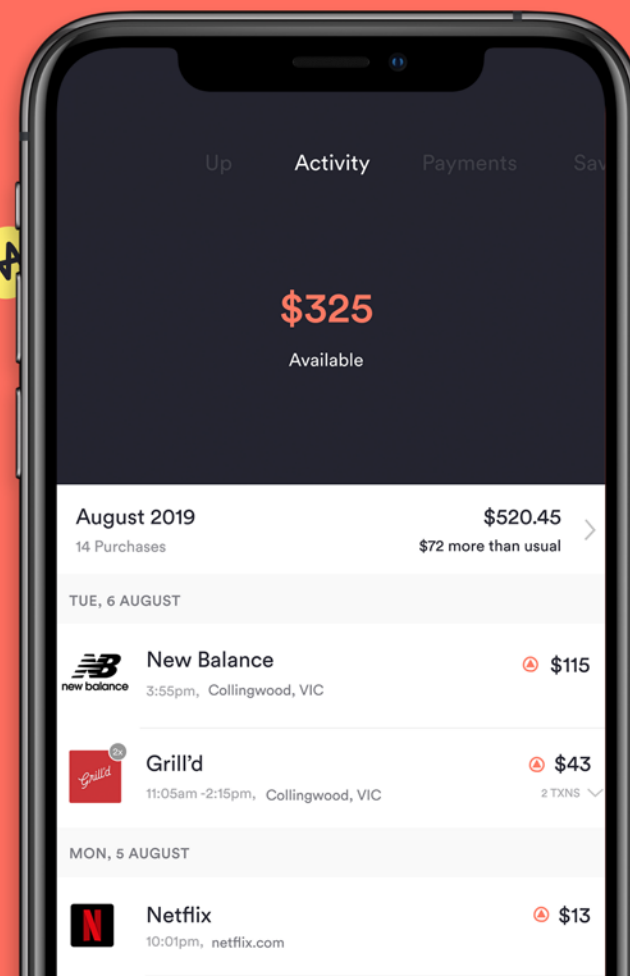 Up Activity Payments Sav
$325
Available
August 2019 $520.45
14 Purchases $72 more than usual
TUE, 6 AUGUST
New Balance $115
new balance
3:55pm, Collingwood, VIC
2x
Grill'd
Grill’d $43
11:05am -2:15pm, Collingwood, VIC 2 TXNS
MON, 5 AUGUST
N
Netflix $13
10:01pm, netflix.com